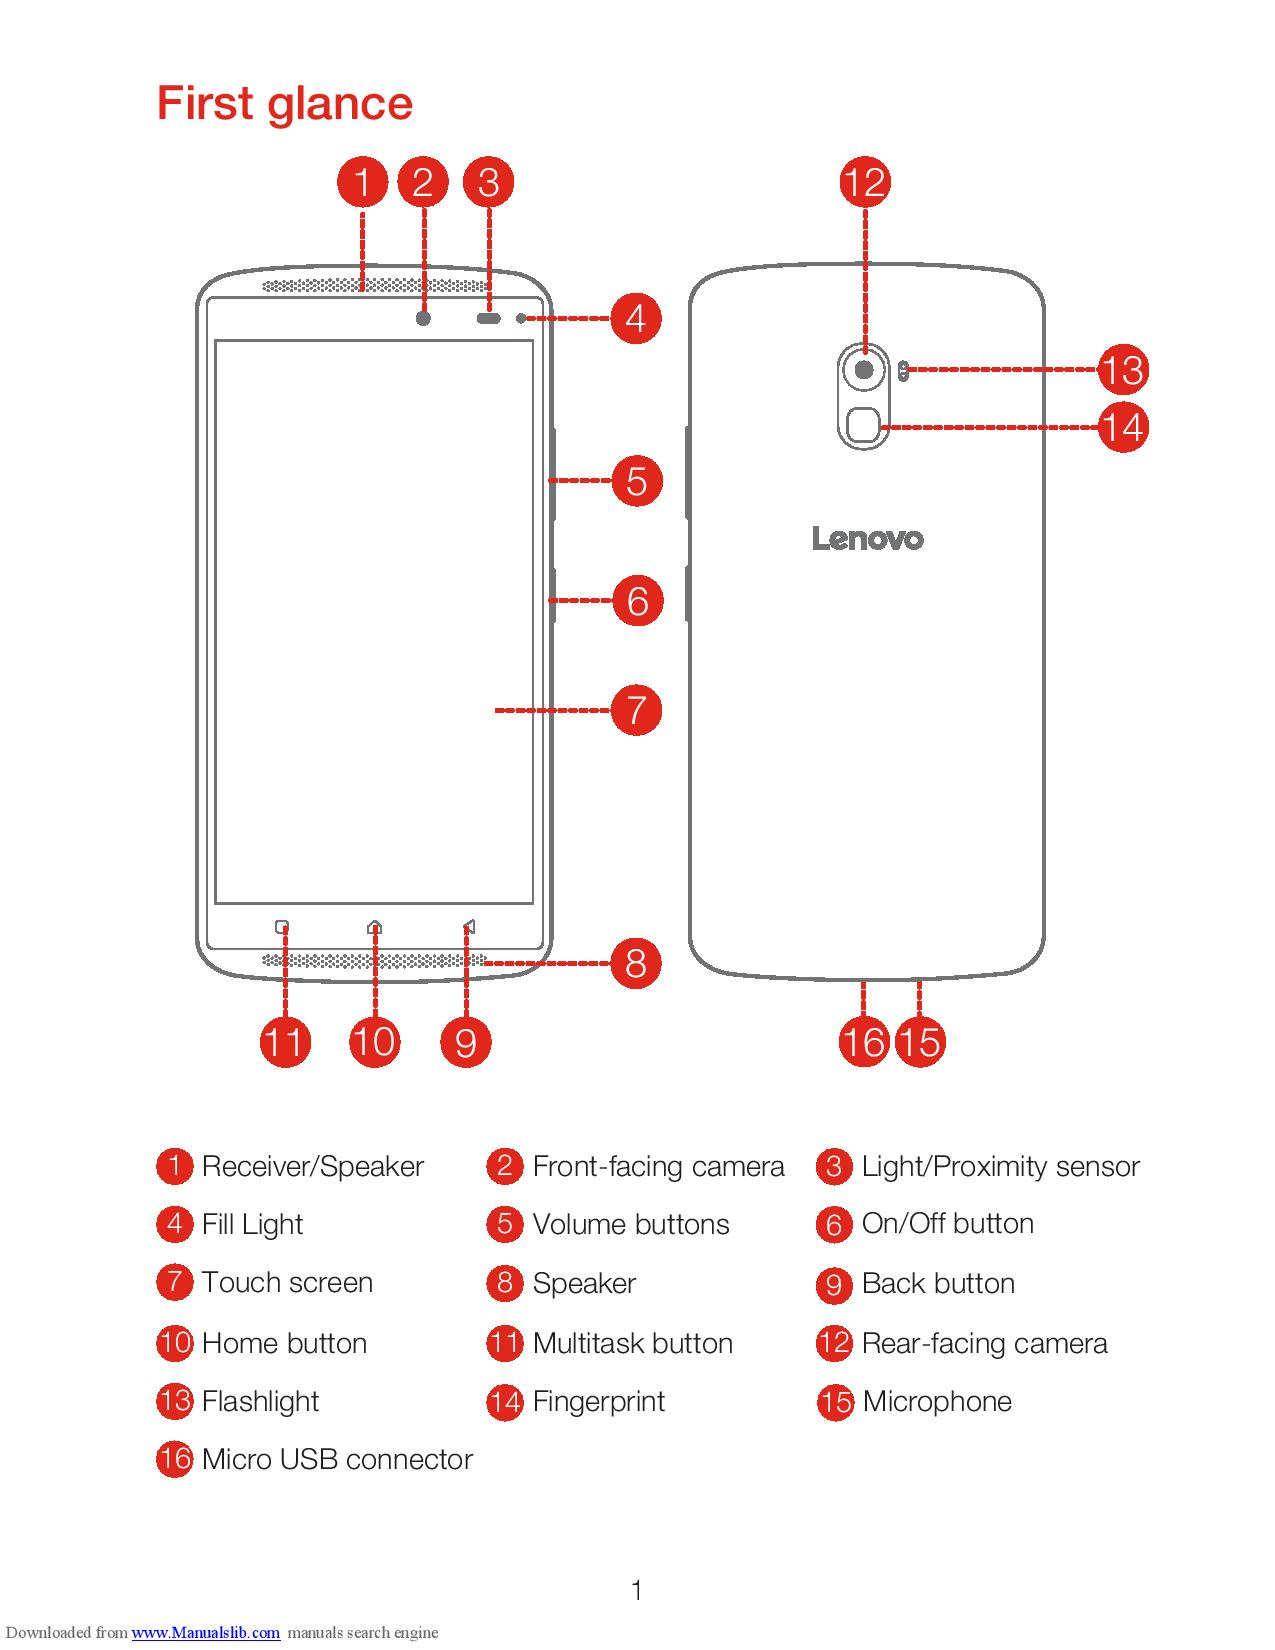 First glance
1 2 3 12
4
13
14
5
Lenovo
6
7
8
11 10 9 16 15
1 Receiver/Speaker 2 Front-facing camera 3 Light/Proximity sensor
4 Fill Light 5 Volume buttons 6 On/Off button
7 Touch screen 8 Speaker 9 Back button
10 Home button 11 Multitask button 12 Rear-facing camera
13 Flashlight 14 Fingerprint 15 Microphone
16 Micro USB connector
1
Downloaded from www.Manualslib.com manuals search engine